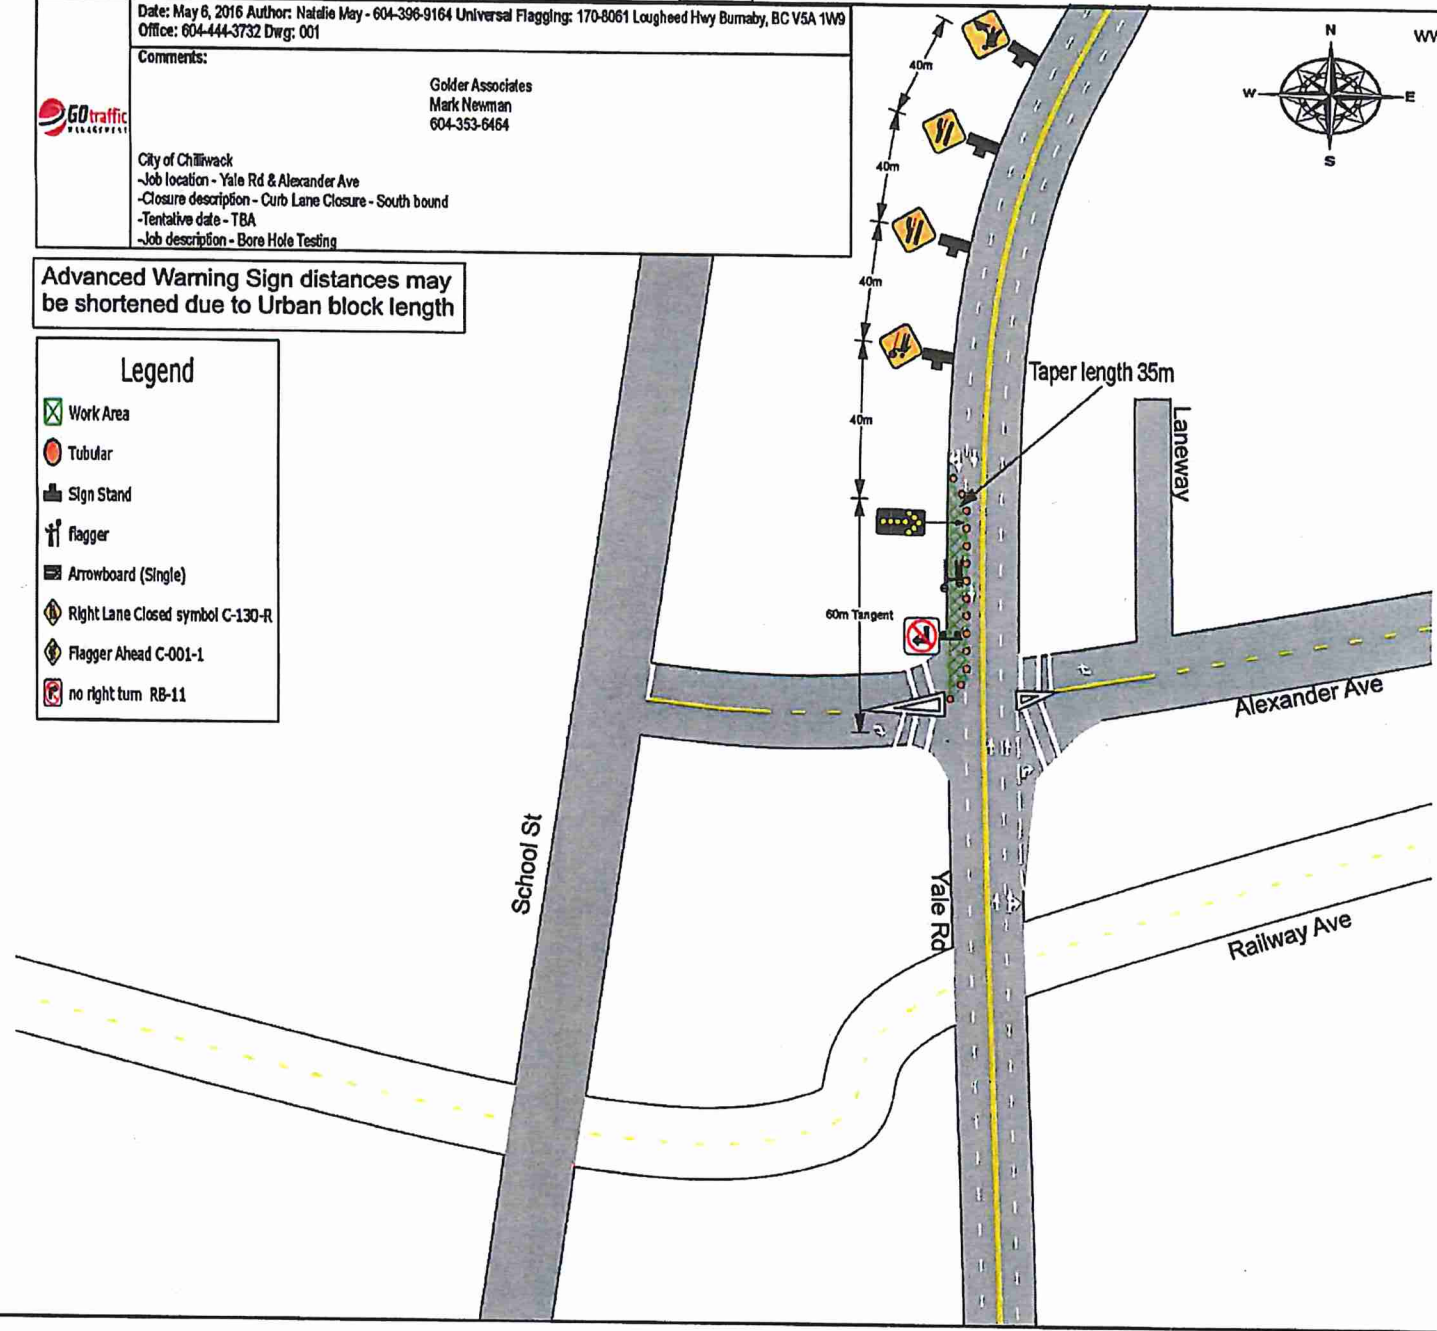 Date: May 6, 2016 Author: Natalie May - 604-396-9164 Universal Flagging: 170-8061 Lougheed Hwy Burnaby, BC V5A 1W9
Office: 604-444-3732 Dwg: 001
Comments:
Golder Associates
Mark Newman
604-353-6464
GOtraffic
MANAGEMENT
City of Chilliwack
-Job location - Yale Rd & Alexander Ave
-Closure description - Curb Lane Closure - South bound
-Tentative date - TBA
-Job description - Bore Hole Testing
Advanced Warning Sign distances may
be shortened due to Urban block length
Legend
Work Area
Tubular
Sign Stand
flagger
Arrowboard (Single)
Right Lane Closed symbol C-130-R
Flagger Ahead C-001-1
no right turn RB-11
N
W
E
S
40m
40m
40m
40m
60m Tangent
Taper length 35m
Laneway
Alexander Ave
School St
Yale Rd
Railway Ave